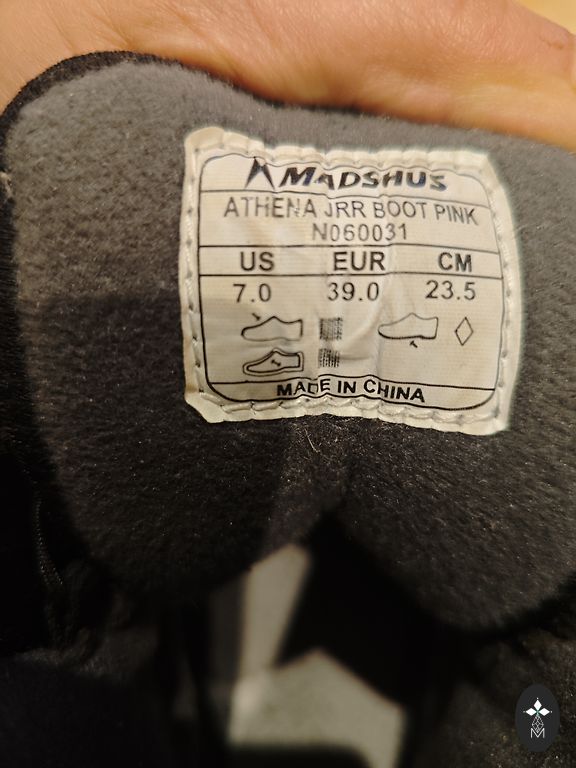 MADSHUS
ATHENA JRR BOOT PINK
N060031
US EUR CM
7.0 39.0 23.5
MADE IN CHINA
M